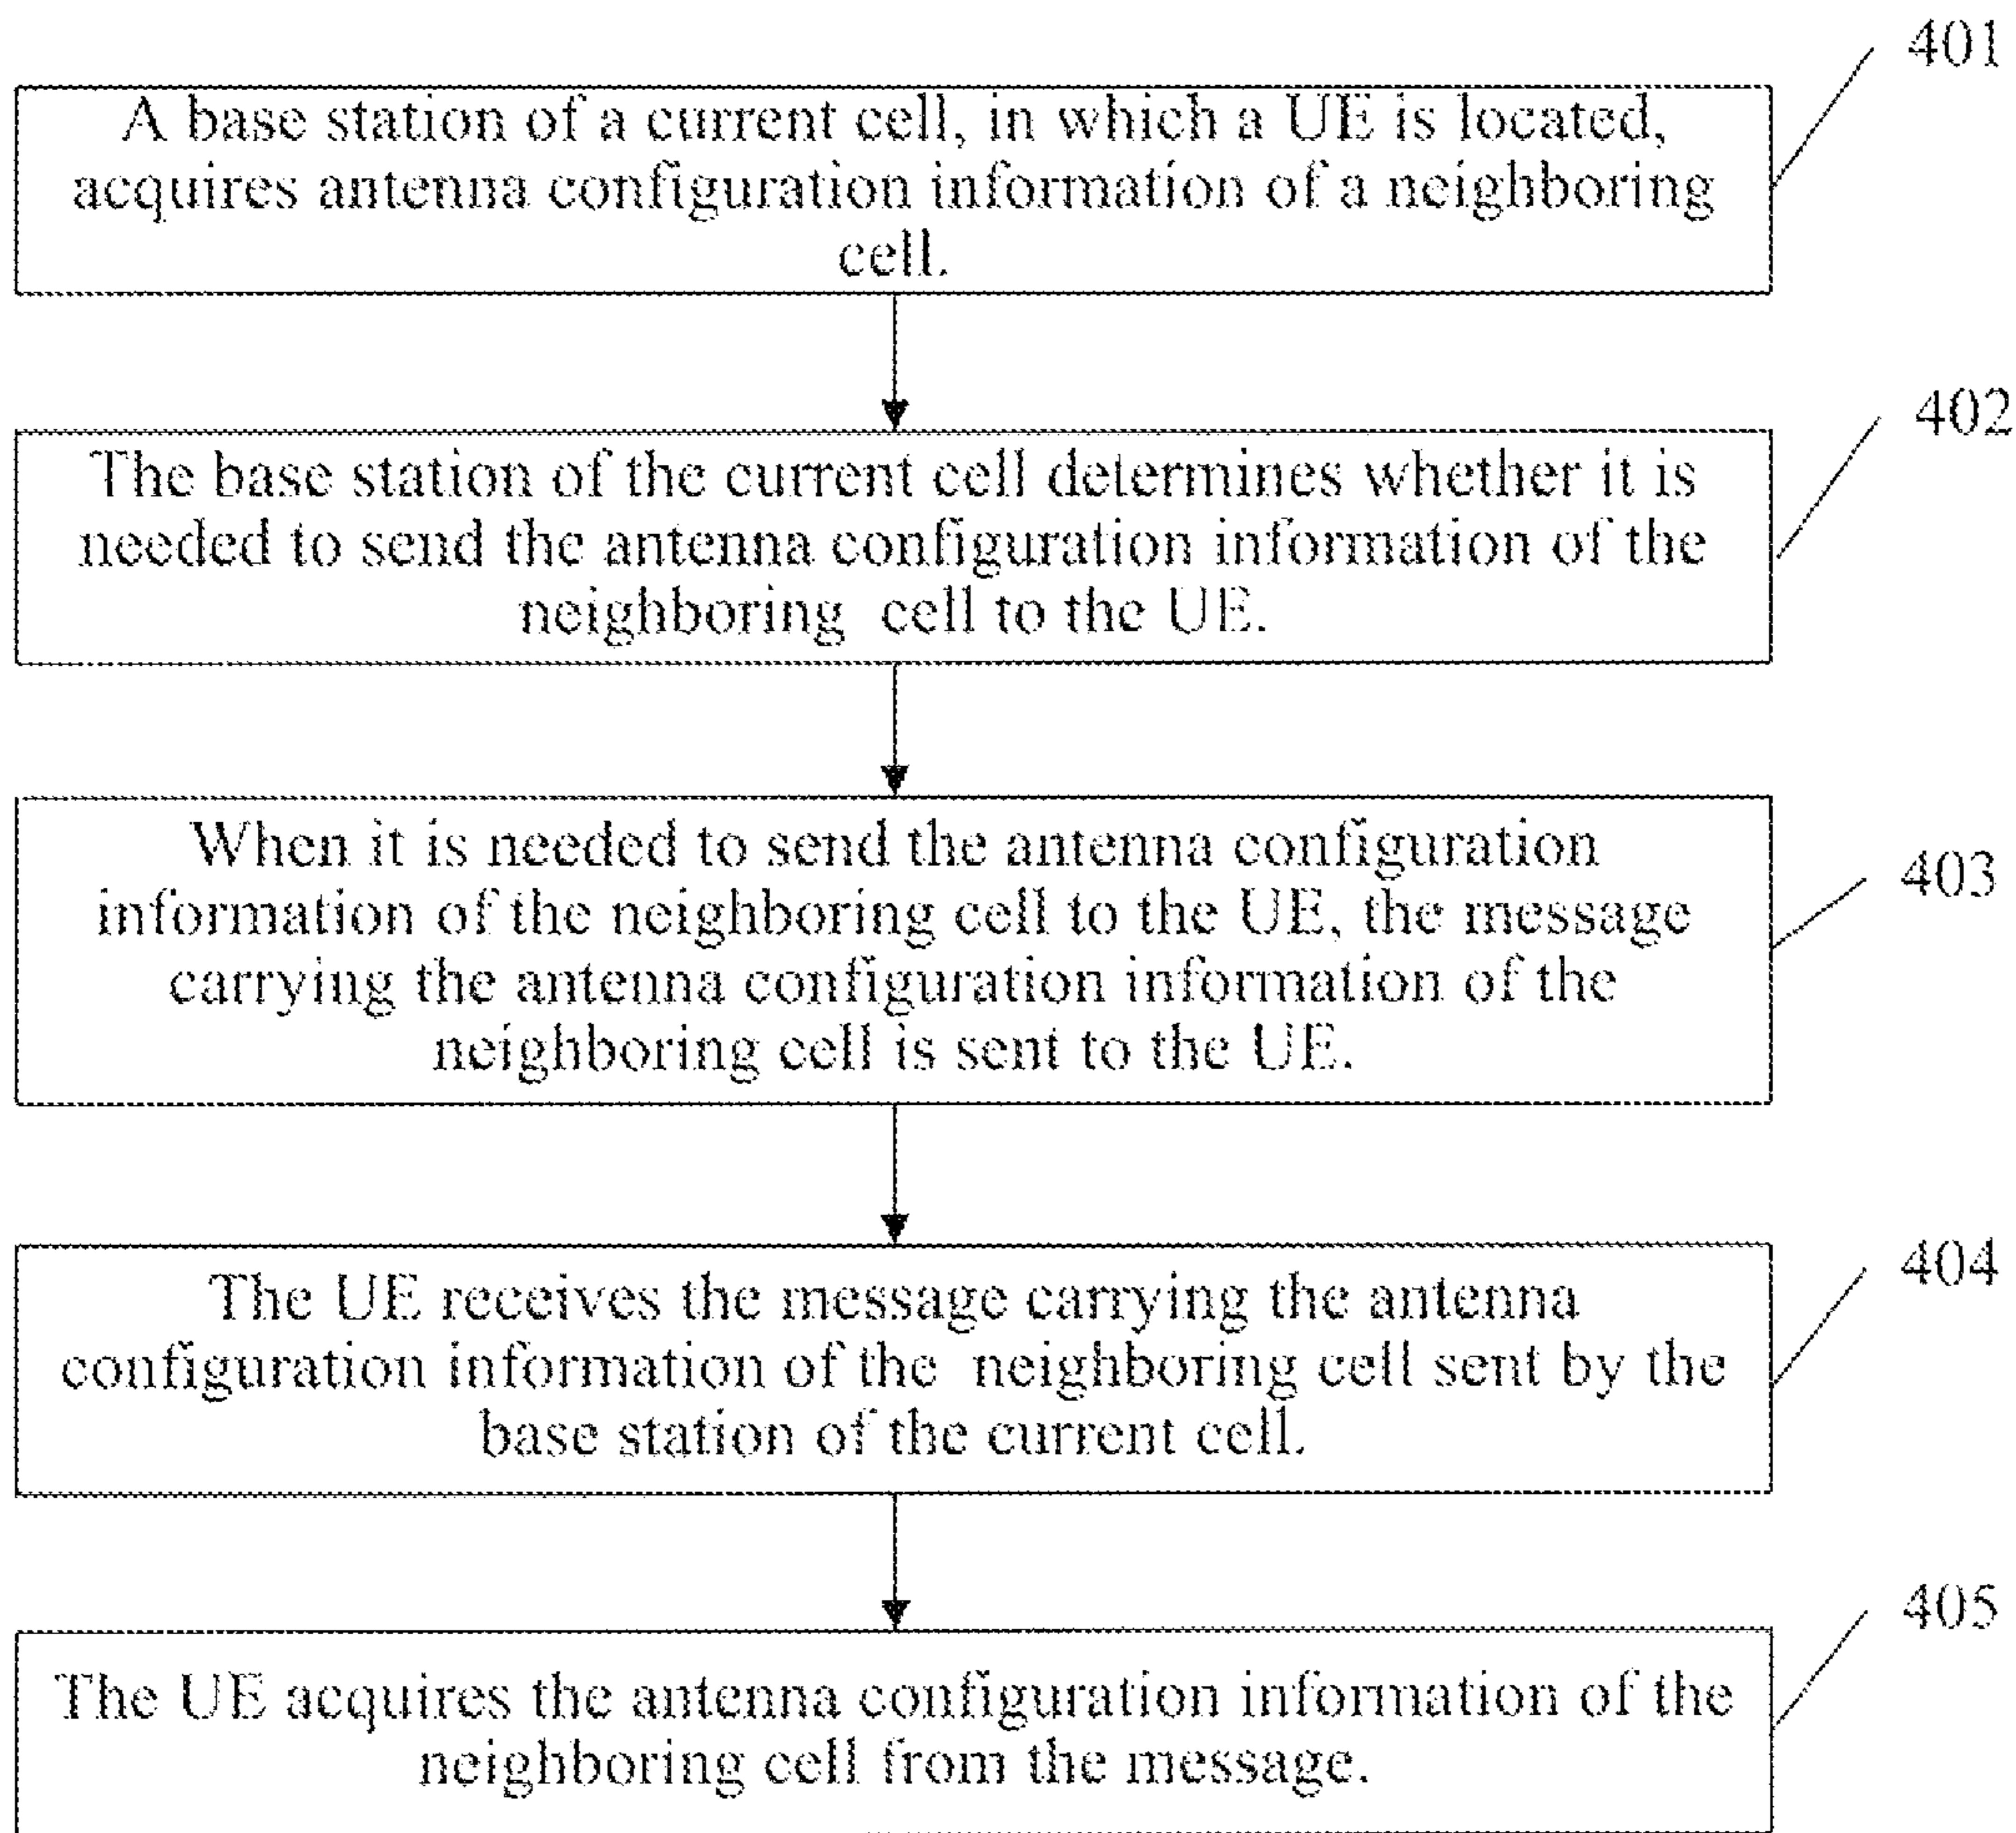 401
A base station of a current cell, in which a UE is located,
acquires antenna configuration information of a neighboring
cell.
402
The base station of the current cell determines whether it is
needed to send the antenna configuration information of the
neighboring cell to the UE.
403
When it is needed to send the antenna configuration
information of the neighboring cell to the UE, the message
carrying the antenna configuration information of the
neighboring cell is sent to the UE.
404
The UE receives the message carrying the antenna
configuration information of the neighboring cell sent by the
base station of the current cell.
405
The UE acquires the antenna configuration information of the
neighboring cell from the message.